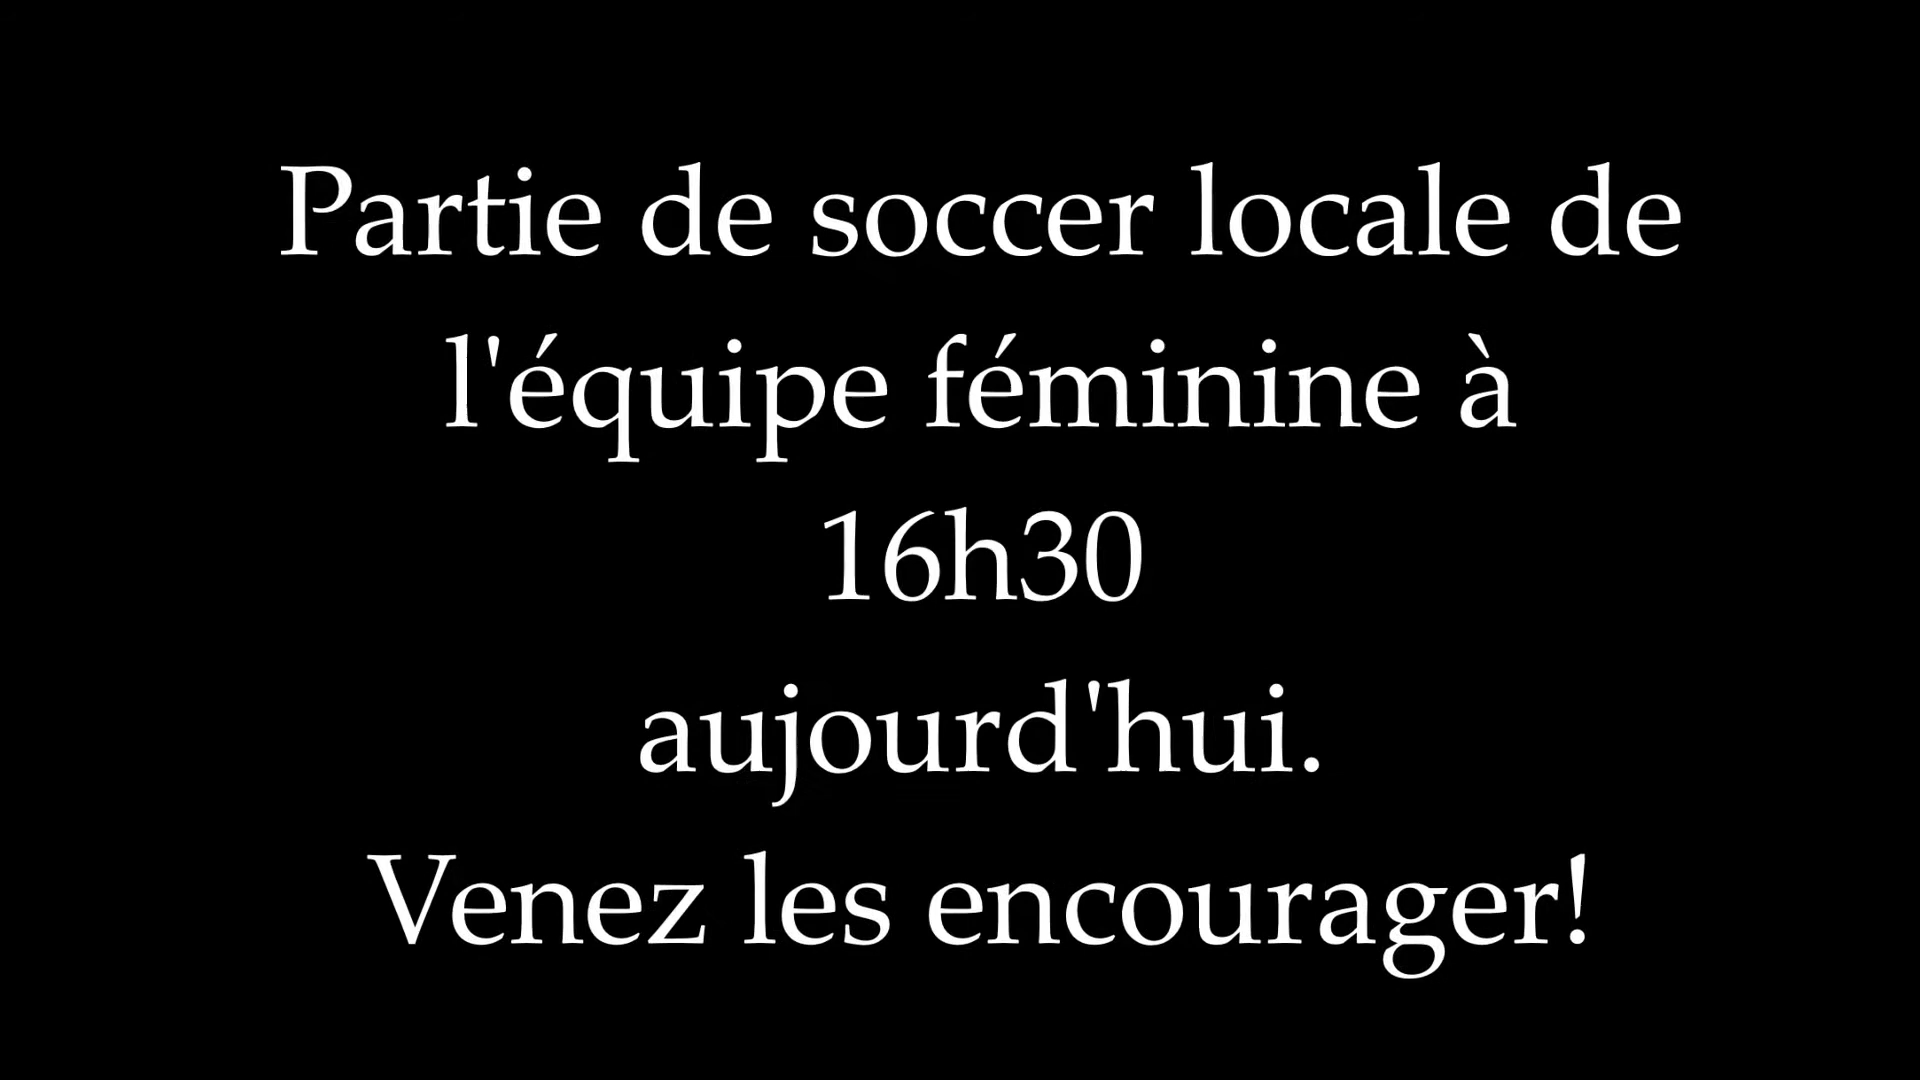 Partie de soccer locale de
l'équipe féminine à
16h30
aujourd'hui.
Venez les encourager!